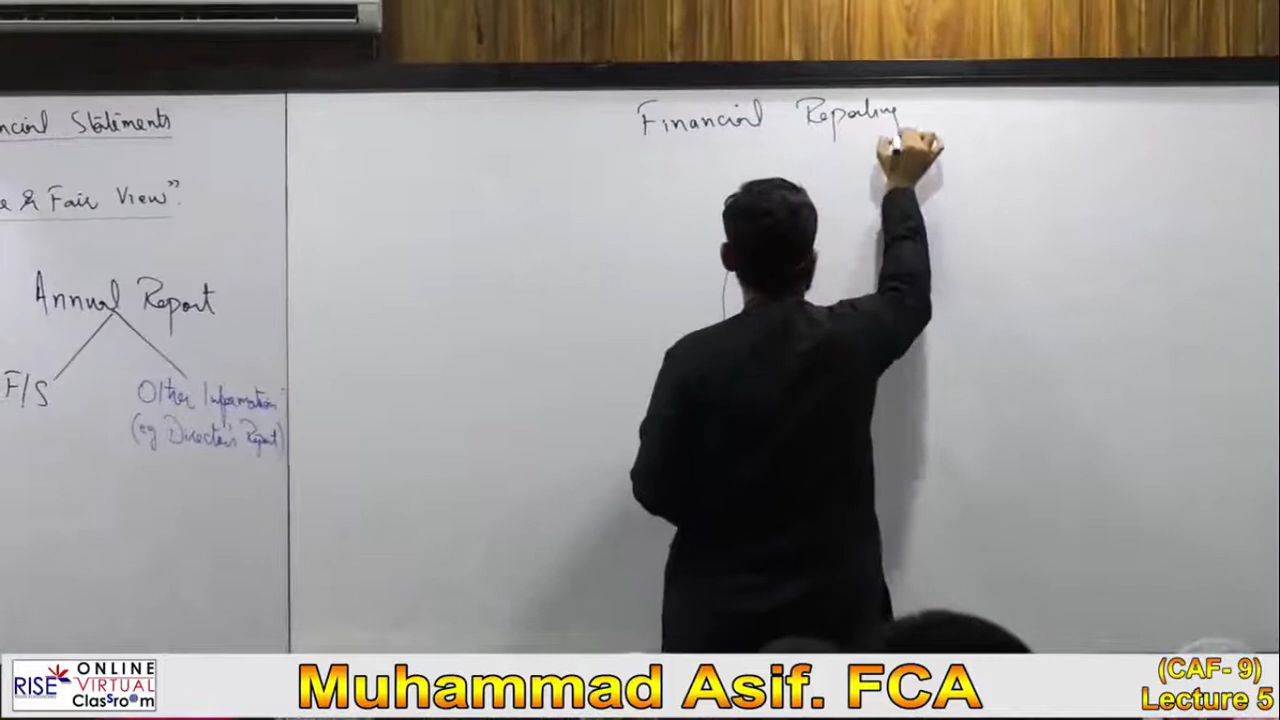 ncial Statements
e & Fair View".
Annual Report
F/S
Other Information
(eg Director's Report)
Financial Reporting
RISE
ONLINE
VIRTUAL
Classroom
Muhammad Asif. FCA
(CAF- 9)
Lecture 5